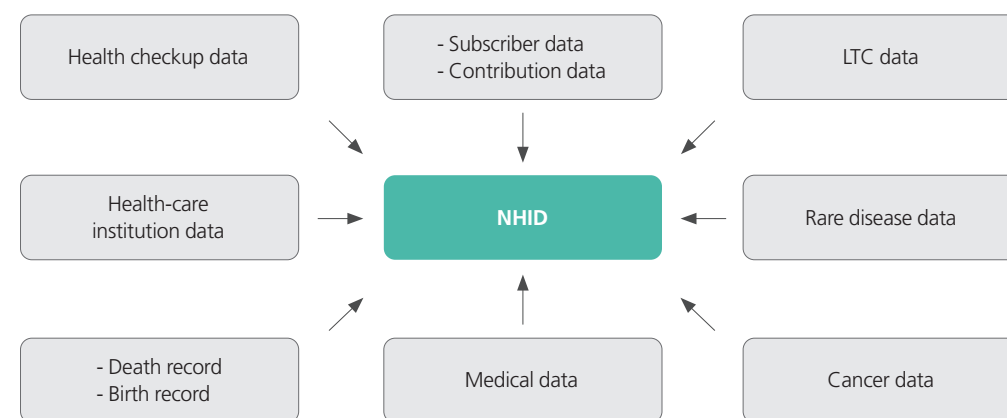 Health checkup data
- Subscriber data
- Contribution data
LTC data
Health-care
institution data
NHID
Rare disease data
- Death record
- Birth record
Medical data
Cancer data